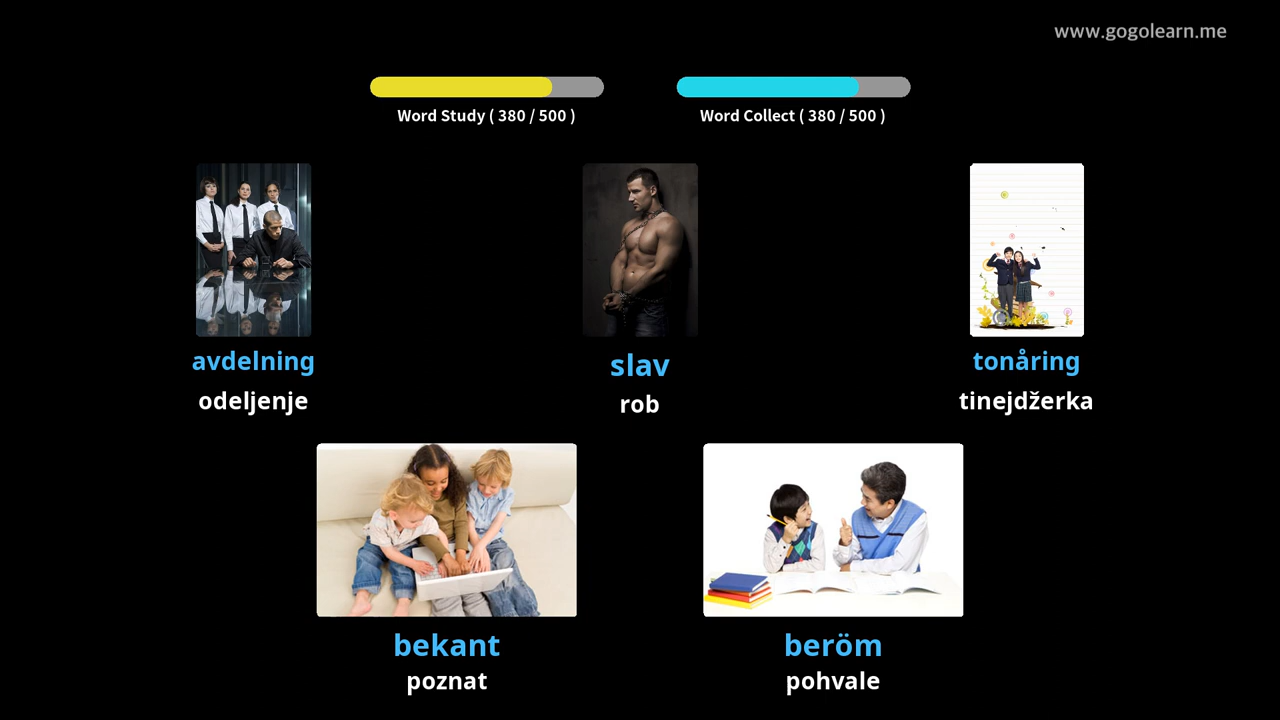 www.gogolearn.me
Word Study ( 380 / 500 )
Word Collect ( 380 / 500 )
avdelning
odeljenje
slav
rob
tonåring
tinejdžerka
bekant
poznat
beröm
pohvale